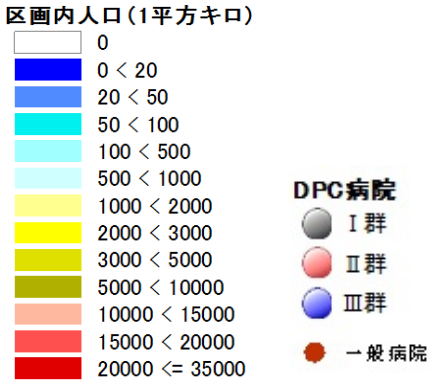 区画内人口(1平方キロ)
0
0 < 20
20 < 50
50 < 100
100 < 500
500 < 1000
1000 < 2000
2000 < 3000
3000 < 5000
5000 < 10000
10000 < 15000
15000 < 20000
20000 <= 35000
DPC病院
Ⅰ群
Ⅱ群
Ⅲ群
一般病院